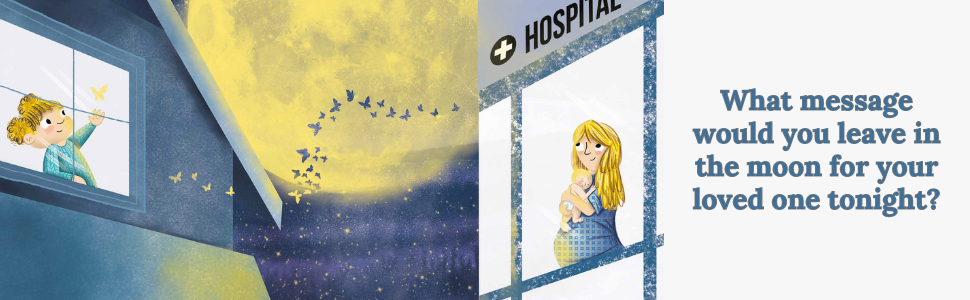 HOSPITAL
What message
would you leave in
the moon for your
loved one tonight?